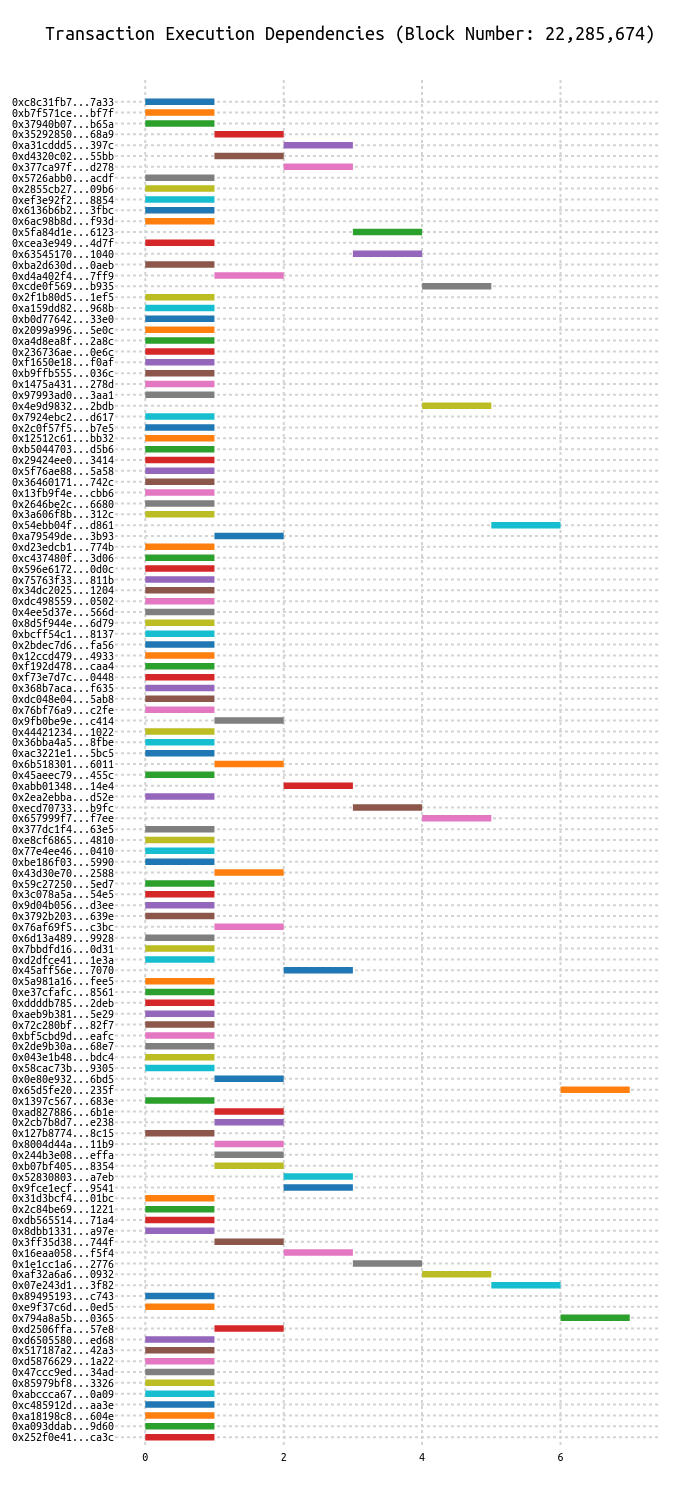 Transaction Execution Dependencies (Block Number: 22,285,674)
0xc8c31fb7...7a33
0xb7f571ce...bf7f
0x37940b07...b65a
0x35292850...68a9
0xa31cddd5...397c
0xd4320c02...55bb
0x377ca97f...d278
0x5726abb0...acdf
0x2855cb27...09b6
0xef3e92f2...8854
0x6136b6b2...3fbc
0x6ac98b8d...f93d
0x5fa84d1e...6123
0xcea3e949...4d7f
0x63545170...1040
0xba2d630d...0aeb
0xd4a402f4...7ff9
0xcde0f569...b935
0x2f1b80d5...1ef5
0xa159dd82...968b
0xb0d77642...33e0
0x2099a996...5e0c
0xa4d8ea8f...2a8c
0x236736ae...0e6c
0xf1650e18...f0af
0xb9ffb555...036c
0x1475a431...278d
0x97993ad0...3aa1
0x4e9d9832...2bdb
0x7924ebc2...d617
0x2c0f57f5...b7e5
0x12512c61...bb32
0xb5044703...d5b6
0x29424ee0...3414
0x5f76ae88...5a58
0x36460171...742c
0x13fb9f4e...cbb6
0x2646be2c...6680
0x3a606f8b...312c
0x54ebb04f...d861
0xa79549de...3b93
0xd23edcb1...774b
0xc437480f...3d06
0x596e6172...0d0c
0x75763f33...811b
0x34dc2025...1204
0xdc498559...0502
0x4ee5d37e...566d
0x8d5f944e...6d79
0xbcff54c1...8137
0x2bdec7d6...fa56
0x12ccd479...4933
0xf192d478...caa4
0xf73e7d7c...0448
0x368b7aca...f635
0xdc048e04...5ab8
0x76bf76a9...c2fe
0x9fb0be9e...c414
0x44421234...1022
0x36bba4a5...8fbe
0xac3221e1...5bc5
0x6b518301...6011
0x45aeec79...455c
0xabb01348...14e4
0x2ea2ebba...d52e
0xecd70733...b9fc
0x657999f7...f7ee
0x377dc1f4...63e5
0xe8cf6865...4810
0x77e4ee46...0410
0xbe186f03...5990
0x43d30e70...2588
0x59c27250...5ed7
0x3c078a5a...54e5
0x9d04b056...d3ee
0x3792b203...639e
0x76af69f5...c3bc
0x6d13a489...9928
0x7bbdfd16...0d31
0xd2dfce41...1e3a
0x45aff56e...7070
0x5a981a16...fee5
0xe37cfafc...8561
0xddddb785...2deb
0xaeb9b381...5e29
0x72c280bf...82f7
0xbf5cbd9d...eafc
0x2de9b30a...68e7
0x043e1b48...bdc4
0x58cac73b...9305
0x0e80e932...6bd5
0x65d5fe20...235f
0x1397c567...683e
0xad827886...6b1e
0x2cb7b8d7...e238
0x127b8774...8c15
0x8004d44a...11b9
0x244b3e08...effa
0xb07bf405...8354
0x52830803...a7eb
0x9fce1ecf...9541
0x31d3bcf4...01bc
0x2c84be69...1221
0xdb565514...71a4
0x8dbb1331...a97e
0x3ff35d38...744f
0x16eaa058...f5f4
0x1e1cc1a6...2776
0xaf32a6a6...0932
0x07e243d1...3f82
0x89495193...c743
0xe9f37c6d...0ed5
0x794a8a5b...0365
0xd2506ffa...57e8
0xd6505580...ed68
0x517187a2...42a3
0xd5876629...1a22
0x47ccc9ed...34ad
0x85979bf8...3326
0xabccca67...0a09
0xc485912d...aa3e
0xa18198c8...604e
0xa093ddab...9d60
0x252f0e41...ca3c
0 2 4 6